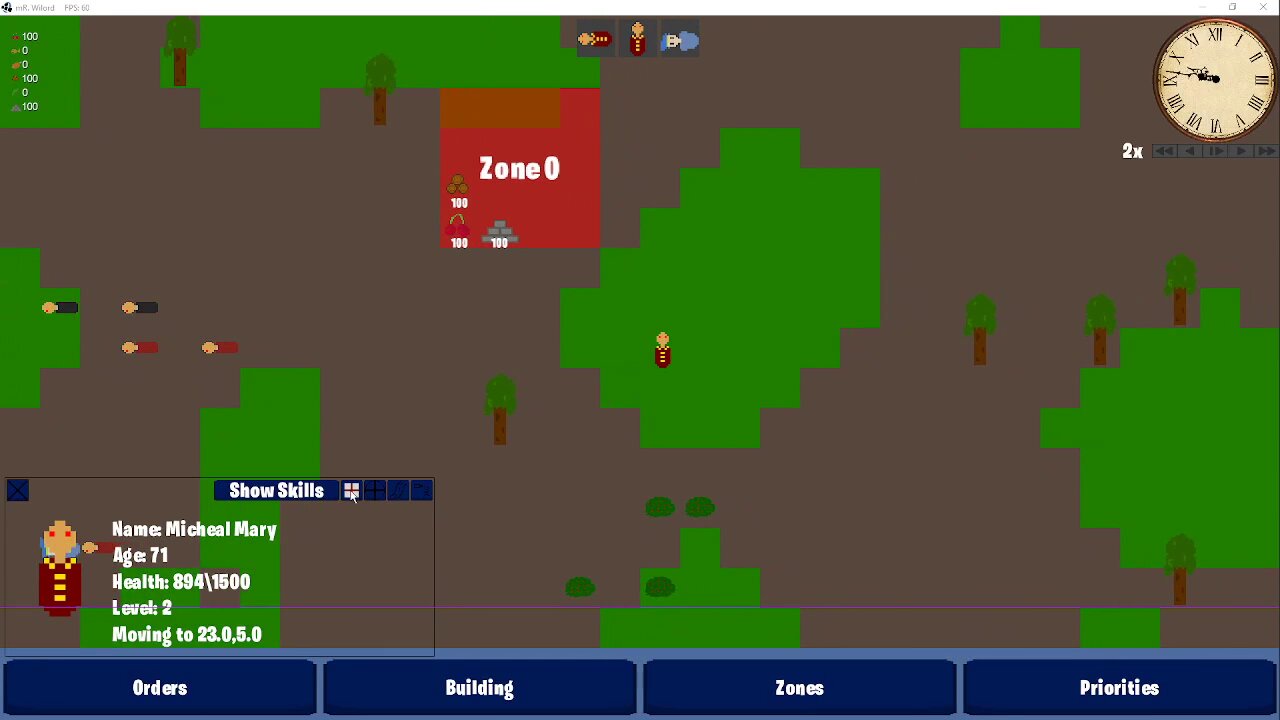 mR. Wilord FPS: 60
100
0
0
100
0
100
XII
2x
Zone 0
100
100 100
Show Skills
Name: Micheal Mary
Age: 71
Health: 894\1500
Level: 2
Moving to 23.0,5.0
Orders Building Zones Priorities